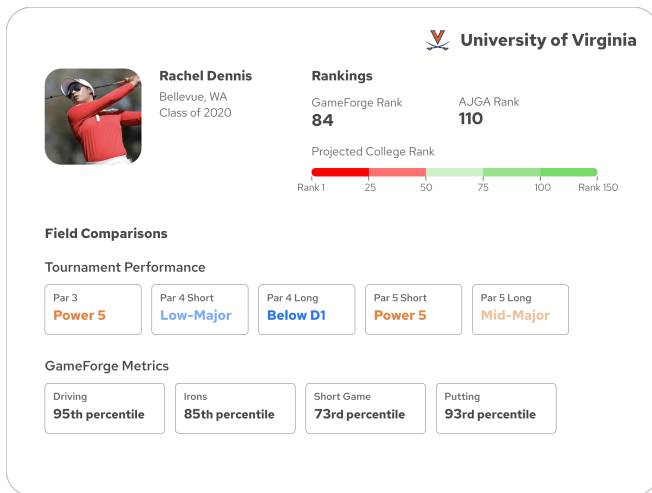 University of Virginia
Rachel Dennis
Bellevue, WA
Class of 2020
Rankings
GameForge Rank
84
AJGA Rank
110
Projected College Rank
Rank 1 25 50 75 100 Rank 150
Field Comparisons
Tournament Performance
Par 3
Power 5
Par 4 Short
Low-Major
Par 4 Long
Below D1
Par 5 Short
Power 5
Par 5 Long
Mid-Major
GameForge Metrics
Driving
95th percentile
Irons
85th percentile
Short Game
73rd percentile
Putting
93rd percentile